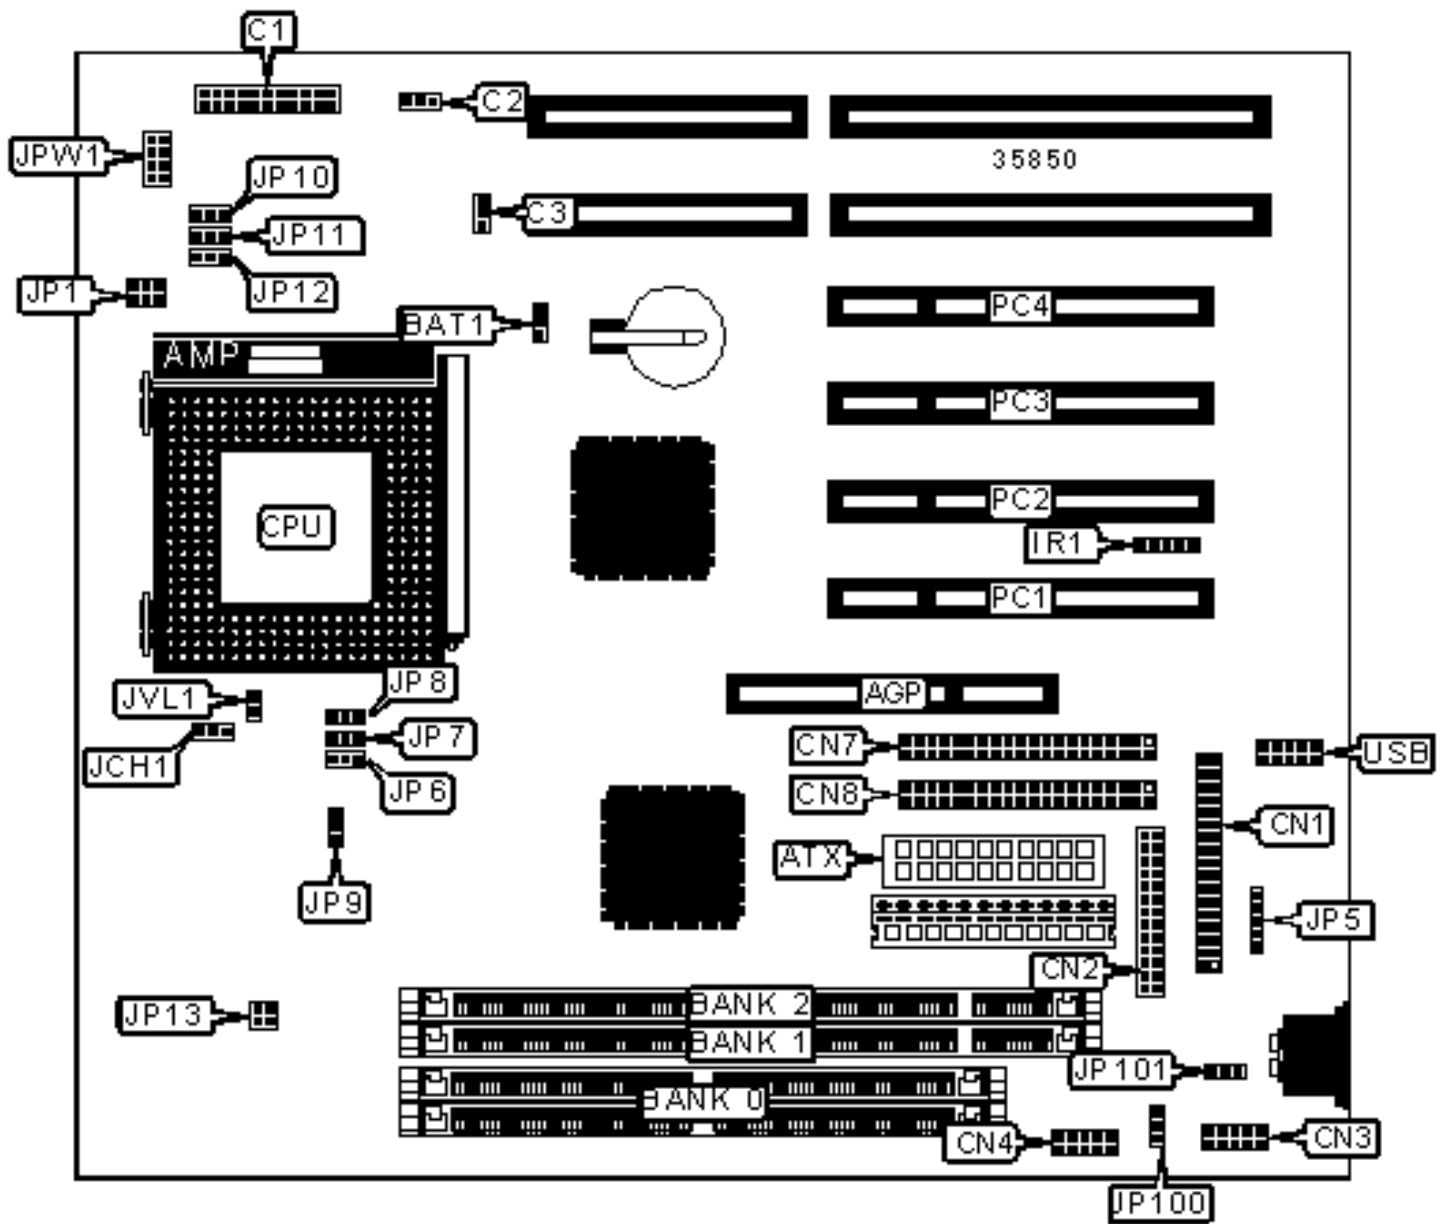 C1
C2
JPW1
35850
JP10
C3
JP11
JP1
JP12
PC4
BAT1
AMP
PC3
PC2
CPU
IR1
PC1
JP8
JVL1
AGP
JP7
CN7
USB
JCH1
JP6
CN8
CN1
ATX
JP9
JP5
CN2
JP13
BANK 2
BANK 1
JP101
BANK 0
CN4
CN3
JP100